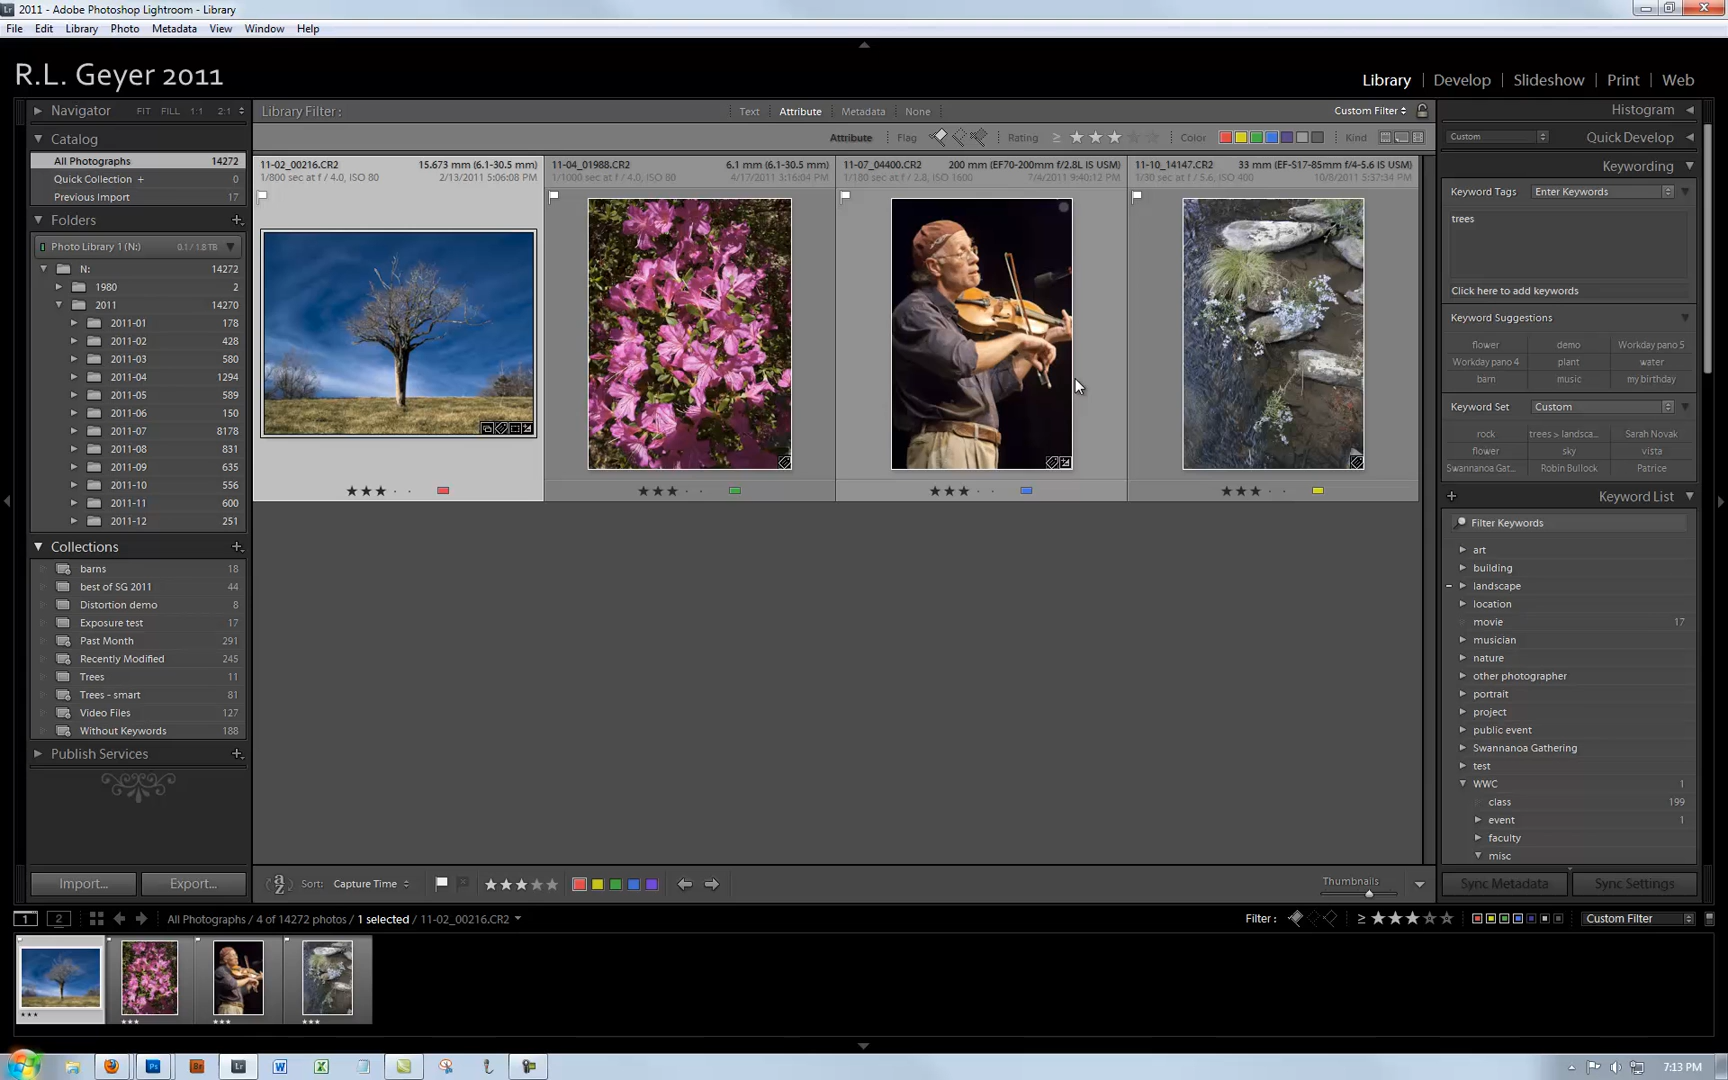 2011 - Adobe Photoshop Lightroom - Library
File Edit Library Photo Metadata View Window Help
R.L. Geyer 2011
Library | Develop | Slideshow | Print | Web
Navigator FIT FILL 1:1 2:1
Catalog
All Photographs 14272
Quick Collection + 0
Previous Import 17
Folders
Photo Library 1 (N:) 0.1 / 1.8 TB
N: 14272
1980 2
2011 14270
2011-01 178
2011-02 428
2011-03 580
2011-04 1294
2011-05 589
2011-06 150
2011-07 8178
2011-08 831
2011-09 635
2011-10 556
2011-11 600
2011-12 251
Collections
barns 18
best of SG 2011 44
Distortion demo 8
Exposure test 17
Past Month 291
Recently Modified 245
Trees 11
Trees - smart 81
Video Files 127
Without Keywords 188
Publish Services
Import... Export...
Library Filter : Text Attribute Metadata None Custom Filter
Attribute Flag Rating ≥ Color Kind
11-02_00216.CR2 15.673 mm (6.1-30.5 mm)
1/800 sec at f / 4.0, ISO 80 2/13/2011 5:06:08 PM
11-04_01988.CR2 6.1 mm (6.1-30.5 mm)
1/1000 sec at f / 4.0, ISO 80 4/17/2011 3:16:04 PM
11-07_04400.CR2 200 mm (EF70-200mm f/2.8L IS USM)
1/180 sec at f / 2.8, ISO 1600 7/4/2011 9:40:12 PM
11-10_14147.CR2 33 mm (EF-S17-85mm f/4-5.6 IS USM)
1/30 sec at f / 5.6, ISO 400 10/8/2011 5:37:34 PM
Sort: Capture Time Thumbnails
Histogram
Custom Quick Develop
Keywording
Keyword Tags Enter Keywords
trees
Click here to add keywords
Keyword Suggestions
flower demo Workday pano 5
Workday pano 4 plant water
barn music my birthday
Keyword Set Custom
rock trees > landsca... Sarah Novak
flower sky vista
Swannanoa Gat... Robin Bullock Patrice
+ Keyword List
Filter Keywords
art
building
landscape
location
movie 17
musician
nature
other photographer
portrait
project
public event
Swannanoa Gathering
test
WWC 1
class 199
event 1
faculty
misc
Sync Metadata Sync Settings
1 2 All Photographs / 4 of 14272 photos / 1 selected / 11-02_00216.CR2 Filter : ≥ Custom Filter
7:13 PM